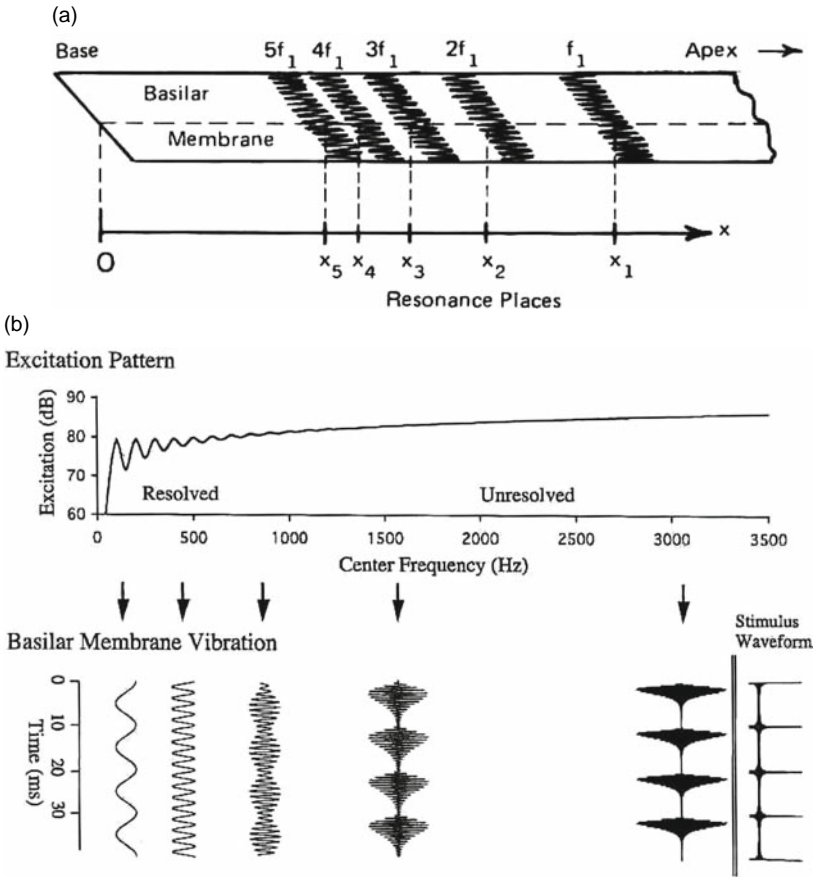 (a)
Base 5f1 4f1 3f1 2f1 f1 Apex
Basilar
Membrane
O x5 x4 x3 x2 x1 x
Resonance Places
(b)
Excitation Pattern
Excitation (dB)
90
80
70
60
Resolved Unresolved
0 500 1000 1500 2000 2500 3000 3500
Center Frequency (Hz)
Basilar Membrane Vibration
Stimulus
Waveform
Time (ms)
0
10
20
30